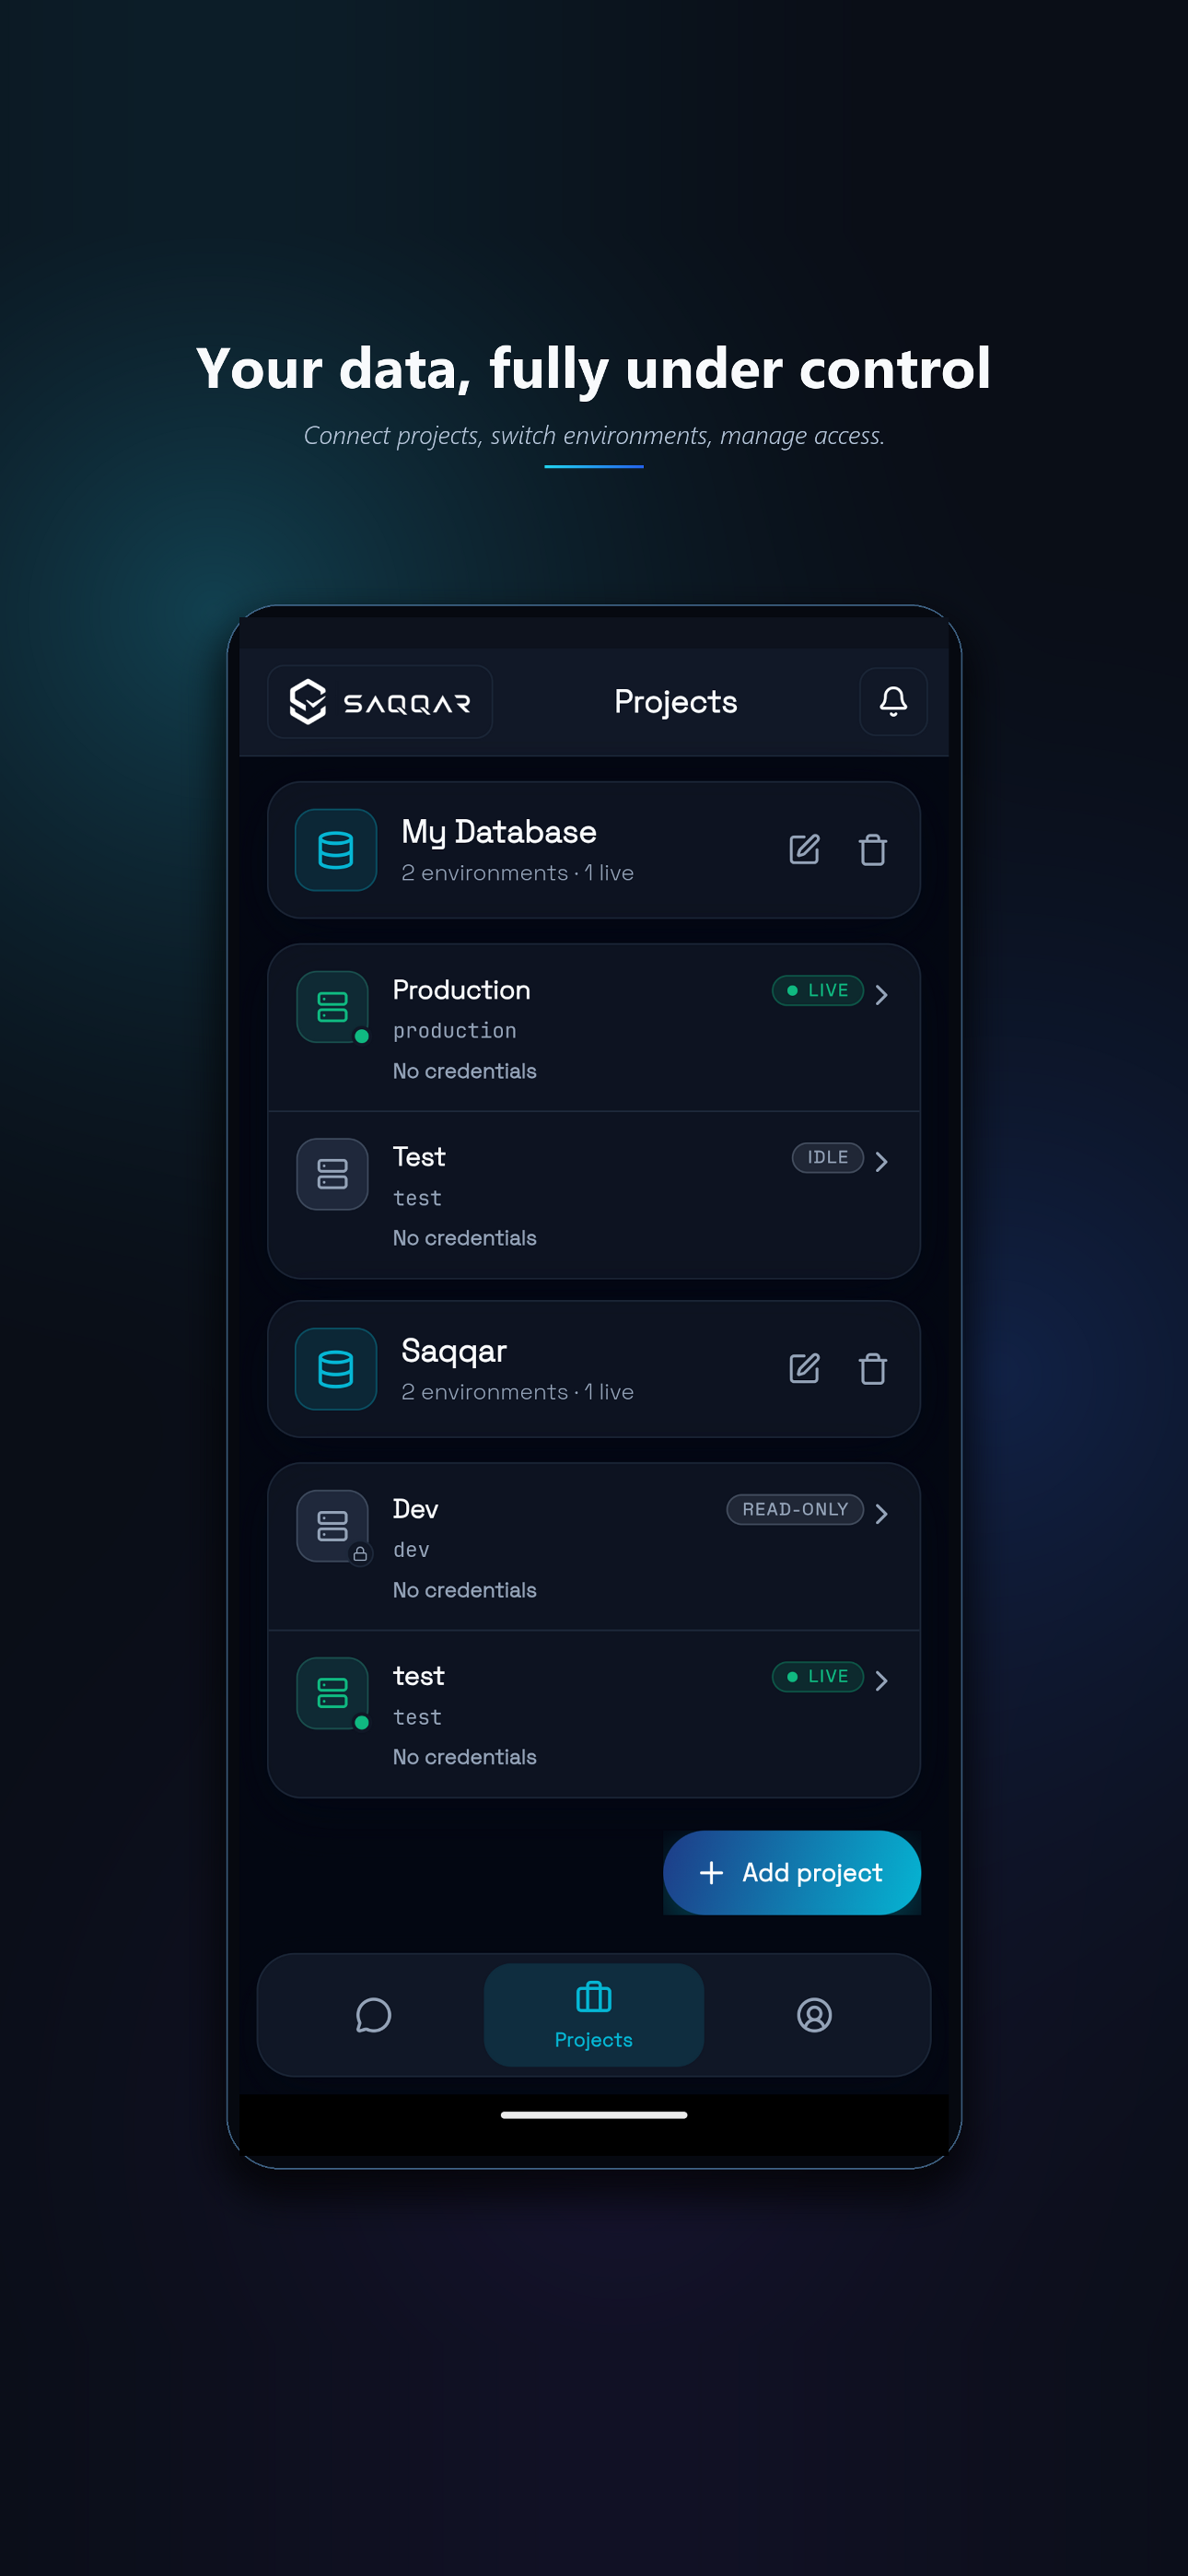 Your data, fully under control
Connect projects, switch environments, manage access.
SAQQAR
Projects
My Database
2 environments · 1 live
Production
LIVE
production
No credentials
Test
IDLE
test
No credentials
Saqqar
2 environments · 1 live
Dev
READ-ONLY
dev
No credentials
test
LIVE
test
No credentials
Add project
Projects